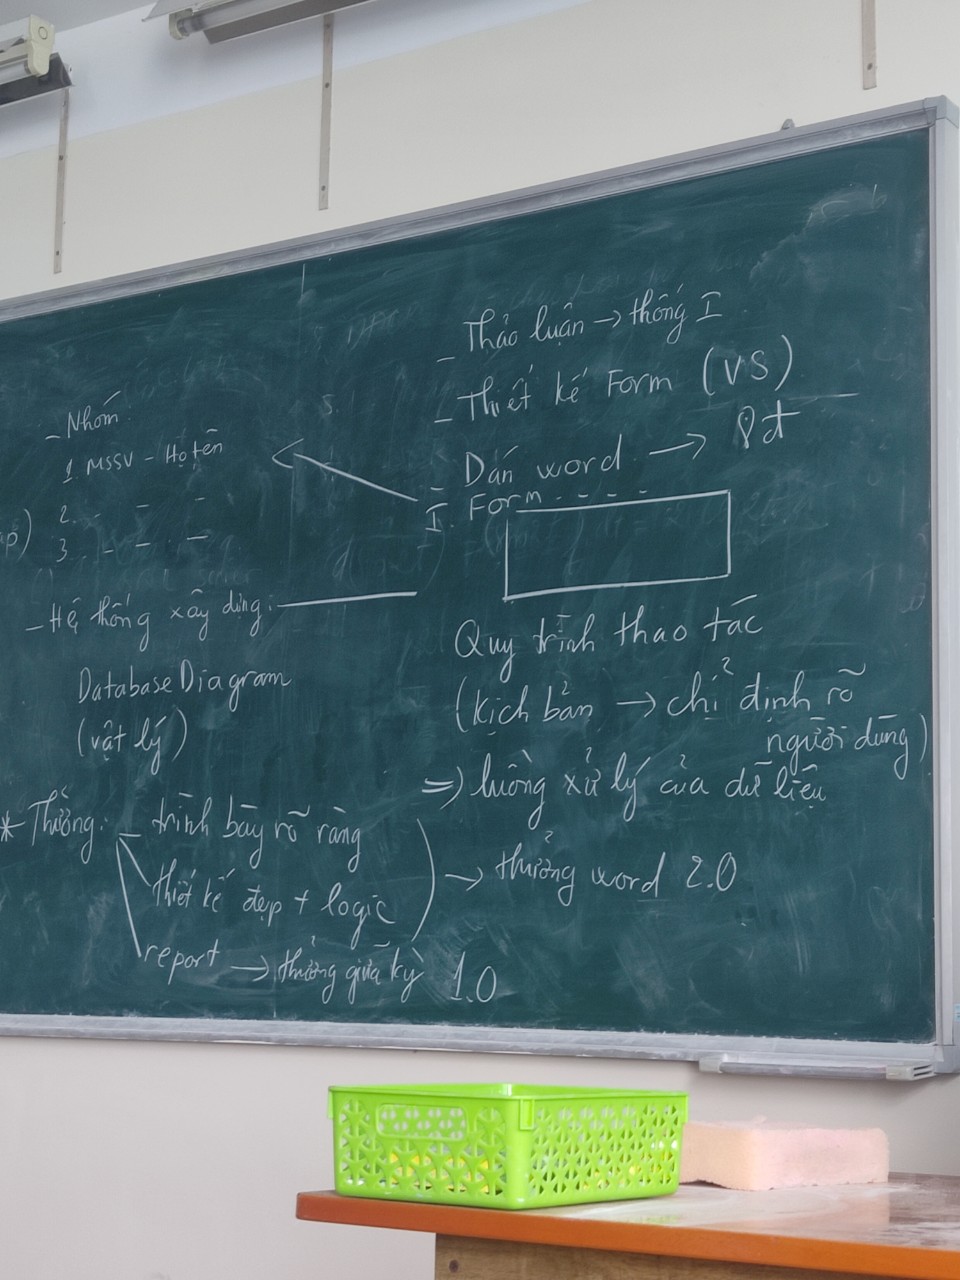 - Nhóm
1. MSSV - Họ tên
2. - - -
3. - - -
- Hệ thống xây dựng:
Database Diagram
(vật lý)
* Thưởng:
- trình bày rõ ràng
thiết kế đẹp + logic
report → thưởng giữa kỳ 1.0
- Thảo luận → thống I
- Thiết kế Form (VS)
- Dán word →
I. Form - - - -
Quy trình thao tác
(kịch bản → chỉ định rõ
người dùng)
=> luồng xử lý của dữ liệu
→ thưởng word 2.0